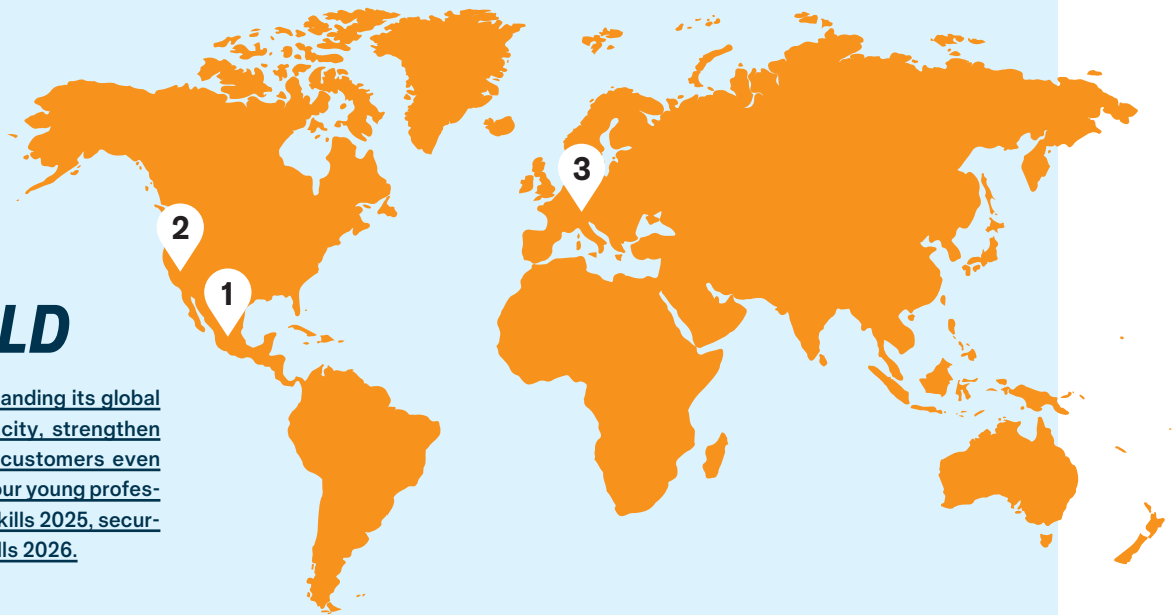 3
2
1
LD
anding its global
city, strengthen
customers even
our young profes-
kills 2025, secur-
lls 2026.